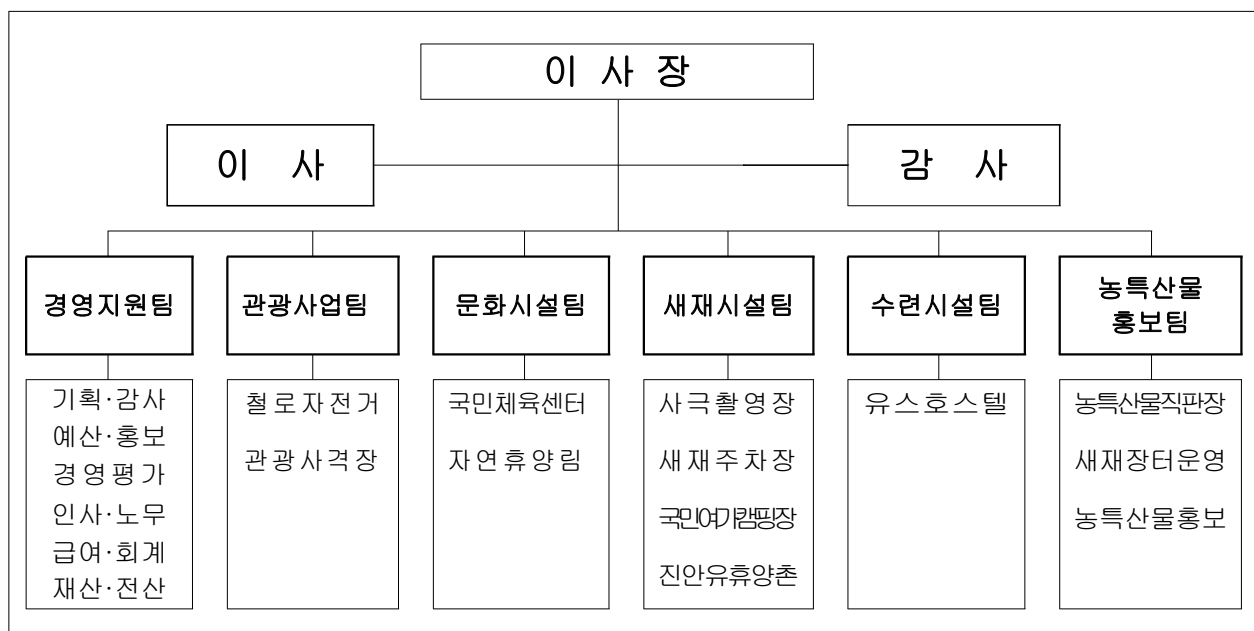 이 사 장
이 사
감 사
경영지원팀
관광사업팀
문화시설팀
새재시설팀
수련시설팀
농특산물
홍보팀
기획·감사
예산·홍보
경영평가
인사·노무
급여·회계
재산·전산
철로자전거
관광사격장
국민체육센터
자연휴양림
사극촬영장
새재주차장
국민여가캠핑장
진안유휴양촌
유스호스텔
농특산물직판장
새재장터운영
농특산물홍보